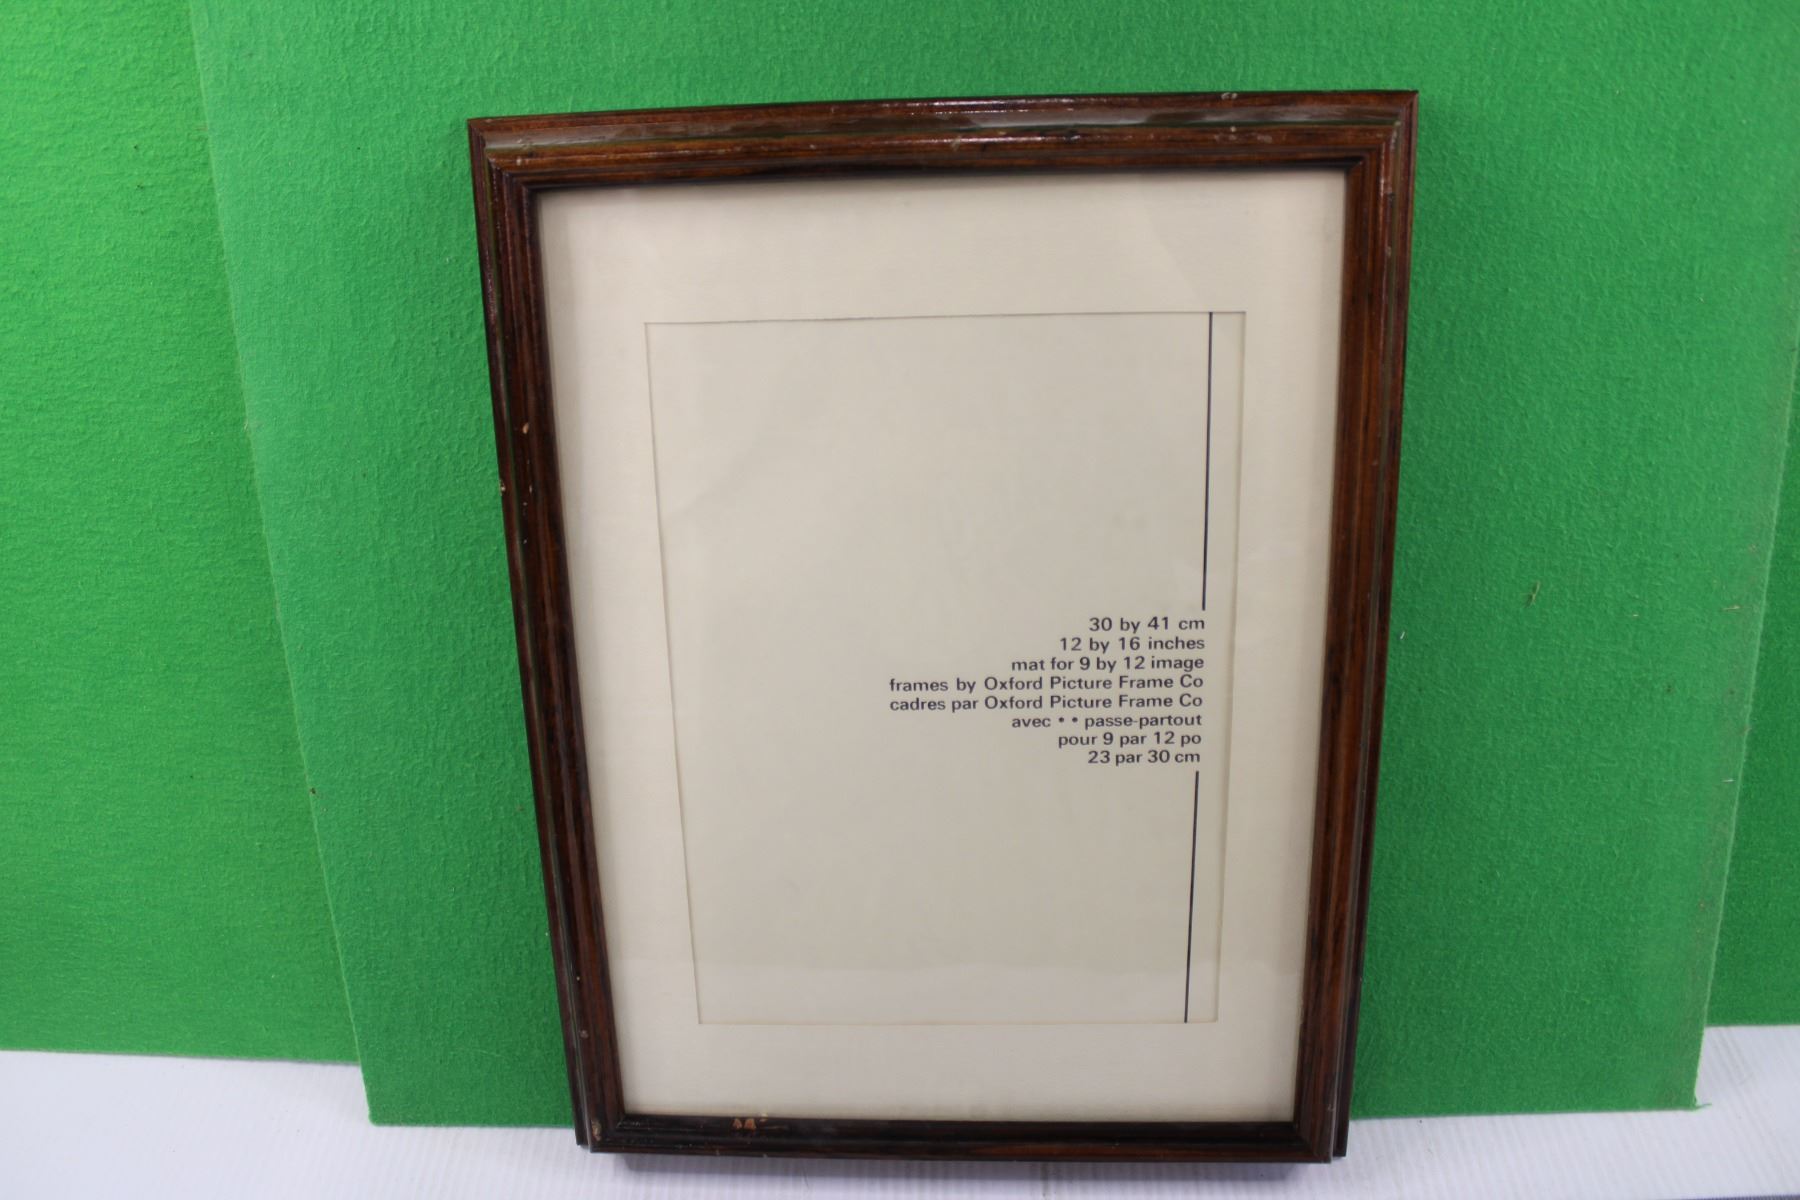 30 by 41 cm
12 by 16 inches
mat for 9 by 12 image
frames by Oxford Picture Frame Co
cadres par Oxford Picture Frame Co
avec • • passe-partout
pour 9 par 12 po
23 par 30 cm